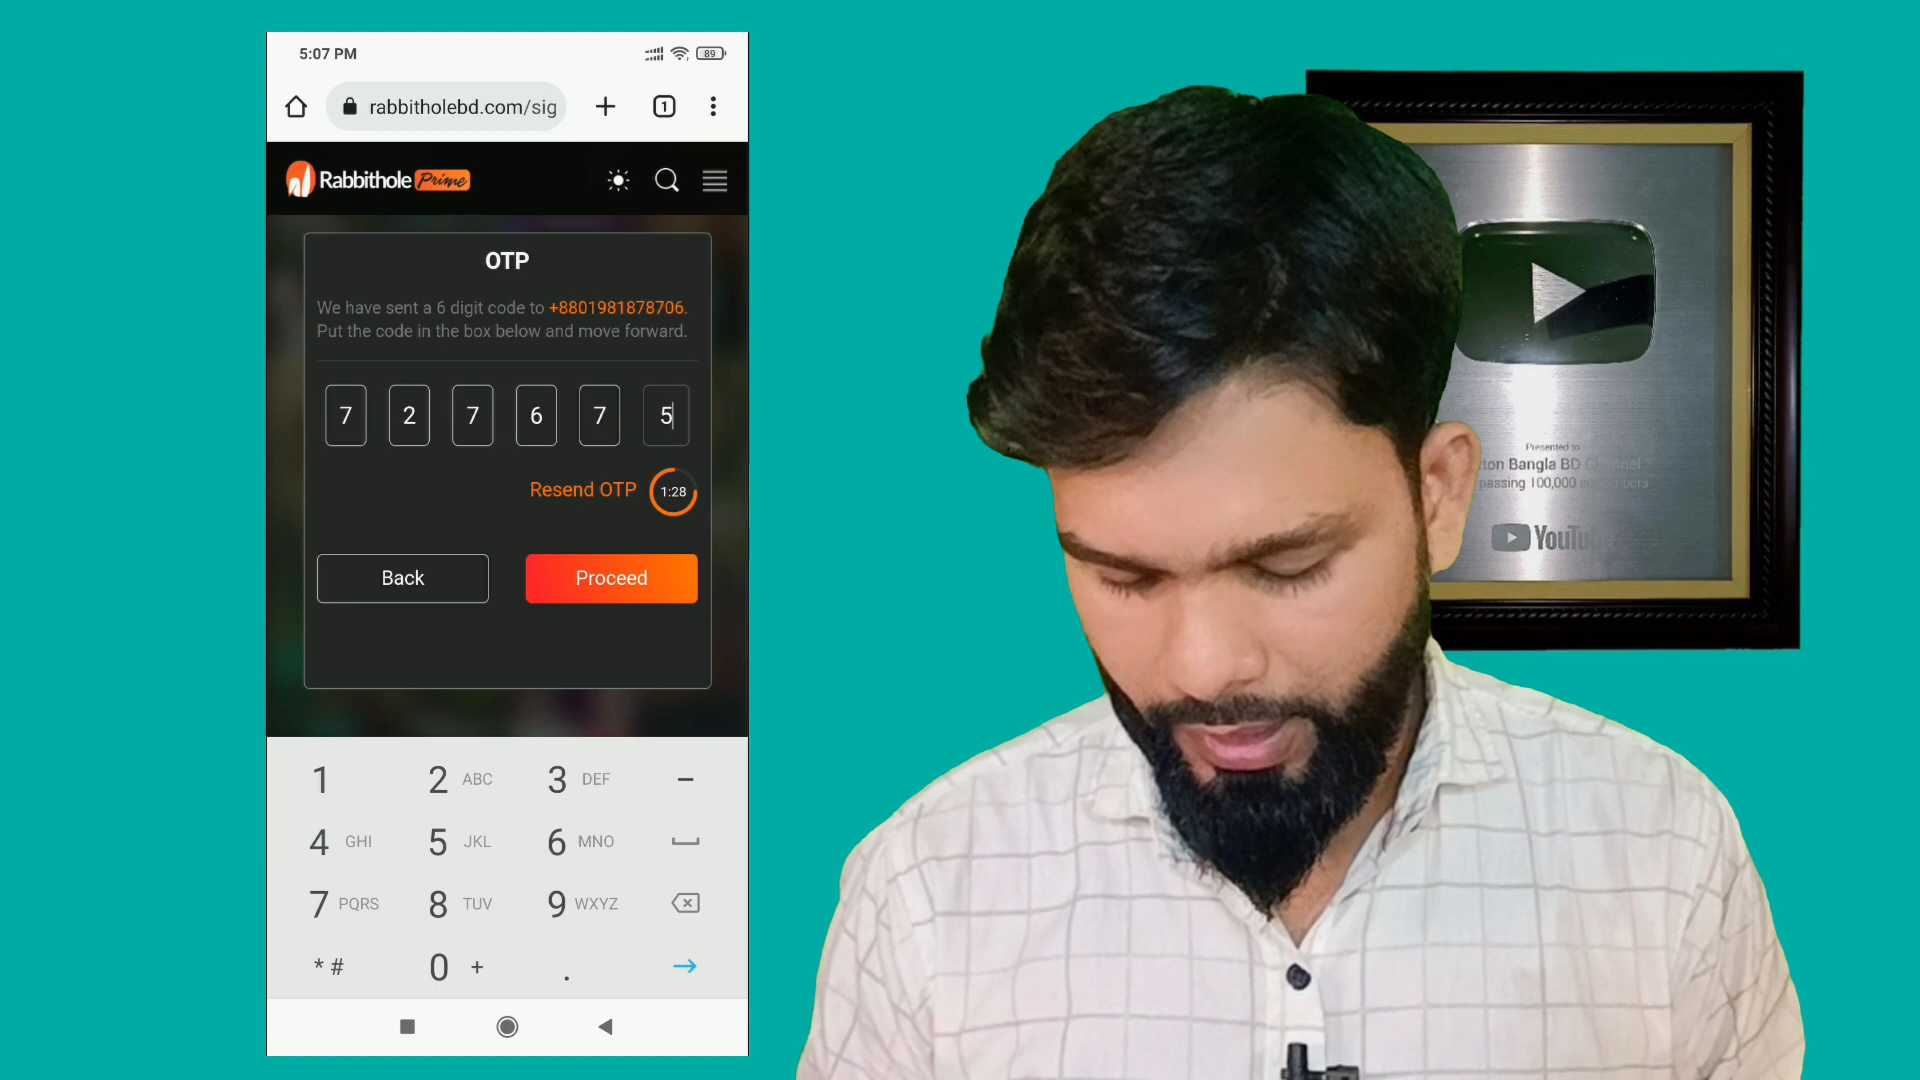 5:07 PM
89
rabbitholebd.com/sig
1
Rabbithole Prime
OTP
We have sent a 6 digit code to +8801981878706.
Put the code in the box below and move forward.
7 2 7 6 7 5
Resend OTP 1:28
Back Proceed
1 2 ABC 3 DEF -
4 GHI 5 JKL 6 MNO
7 PQRS 8 TUV 9 WXYZ
* # 0 + .
Presented to
ton Bangla BD
passing 100,000
YouTube